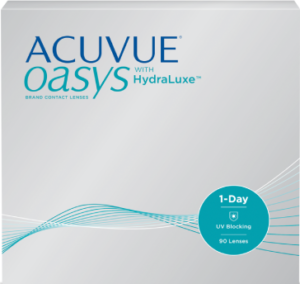 ACUVUE
oasys WITH HydraLuxe™
BRAND CONTACT LENSES
1-Day
UV Blocking
90 Lenses